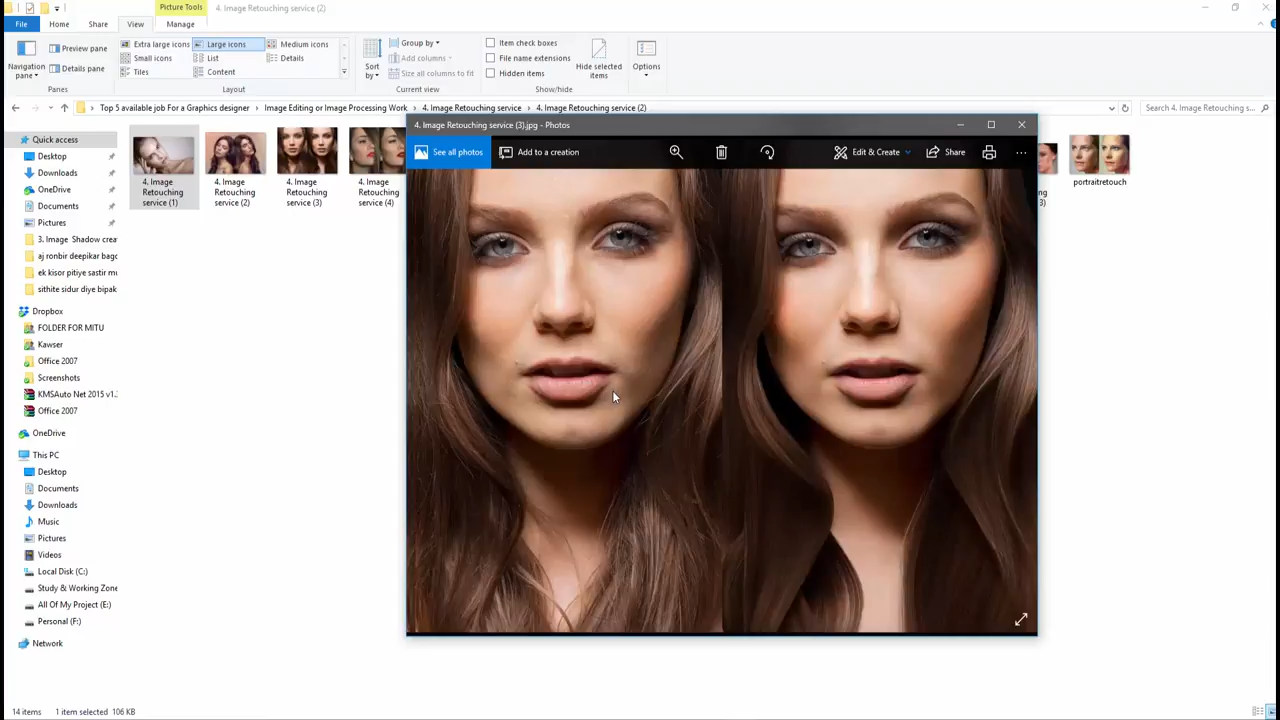 Picture Tools
4. Image Retouching service (2)
File
Home
Share
View
Manage
Navigation pane
Preview pane
Details pane
Panes
Extra large icons
Large icons
Medium icons
Small icons
List
Details
Tiles
Content
Layout
Sort by
Group by
Add columns
Size all columns to fit
Current view
Item check boxes
File name extensions
Hidden items
Hide selected items
Show/hide
Options
Top 5 available job For a Graphics designer
Image Editing or Image Processing Work
4. Image Retouching service
4. Image Retouching service (2)
Search 4. Image Retouching s...
Quick access
Desktop
Downloads
OneDrive
Documents
Pictures
3. Image Shadow crea
aj ronbir deepikar bago
ek kisor pitiye sastir mu
sithite sidur diye bipak
Dropbox
FOLDER FOR MITU
Kawser
Office 2007
Screenshots
KMSAuto Net 2015 v1.
Office 2007
OneDrive
This PC
Desktop
Documents
Downloads
Music
Pictures
Videos
Local Disk (C:)
Study & Working Zone
All Of My Project (E:)
Personal (F:)
Network
4. Image
Retouching
service (1)
4. Image
Retouching
service (2)
4. Image
Retouching
service (3)
4. Image
Retouching
service (4)
portraitretouch
4. Image Retouching service (3).jpg - Photos
See all photos
Add to a creation
Edit & Create
Share
14 items
1 item selected 106 KB